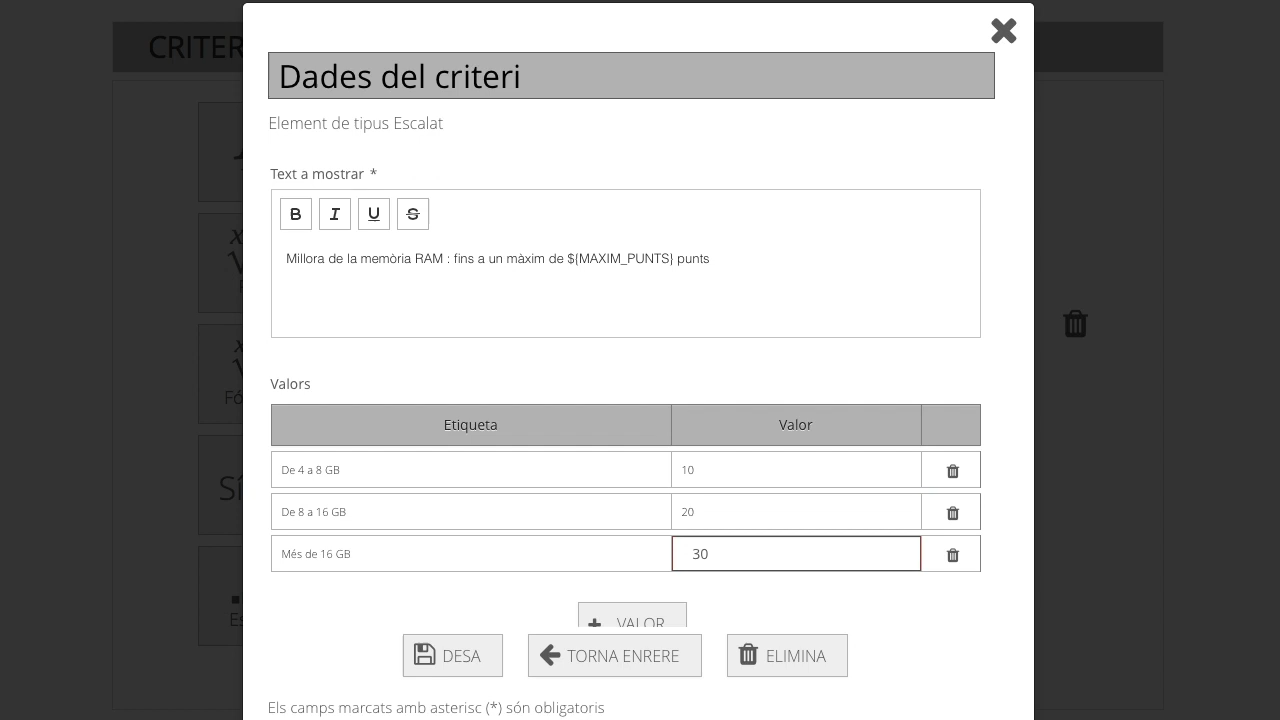 CRITER
Dades del criteri
Element de tipus Escalat
Text a mostrar *
B I U S
Millora de la memòria RAM : fins a un màxim de ${MAXIM_PUNTS} punts
Valors
Etiqueta Valor
De 4 a 8 GB 10
De 8 a 16 GB 20
Més de 16 GB 30
VALOR
DESA TORNA ENRERE ELIMINA
Els camps marcats amb asterisc (*) són obligatoris